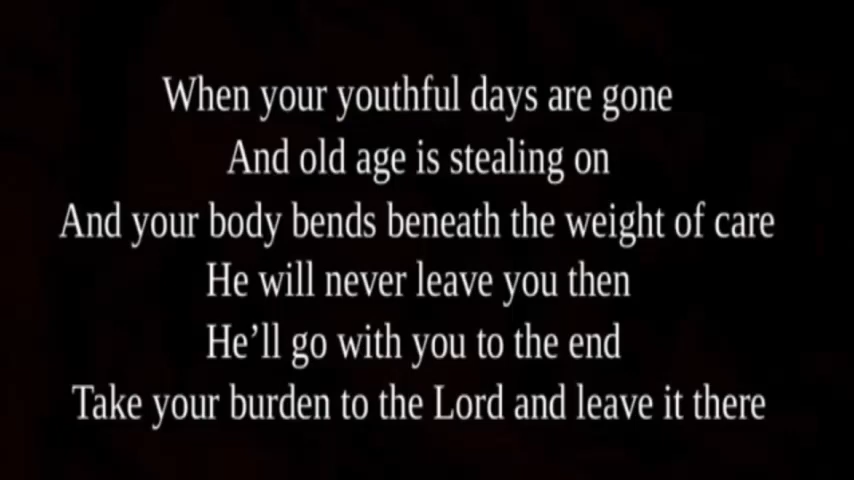 When your youthful days are gone
And old age is stealing on
And your body bends beneath the weight of care
He will never leave you then
He’ll go with you to the end
Take your burden to the Lord and leave it there